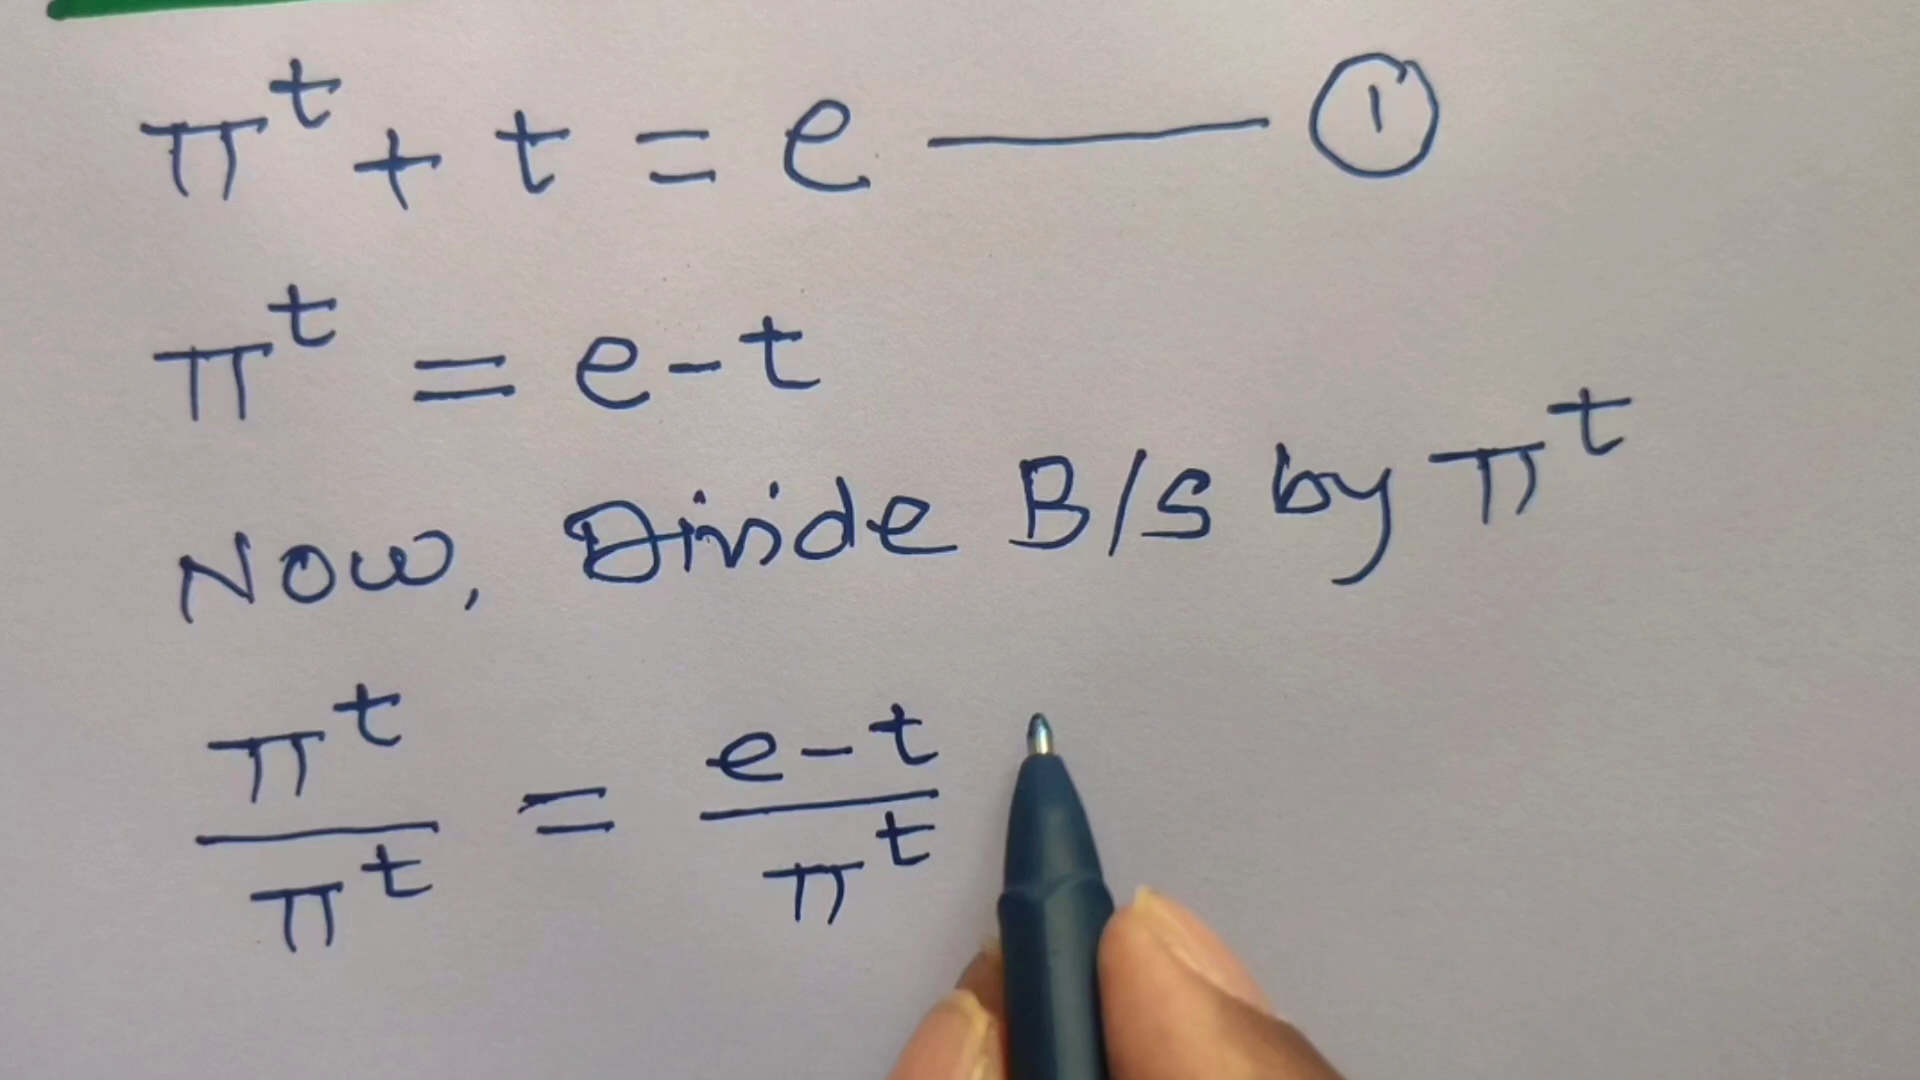 π^t + t = e —— ①
π^t = e - t
Now, Divide B/S by π^t
π^t/π^t = e-t/π^t